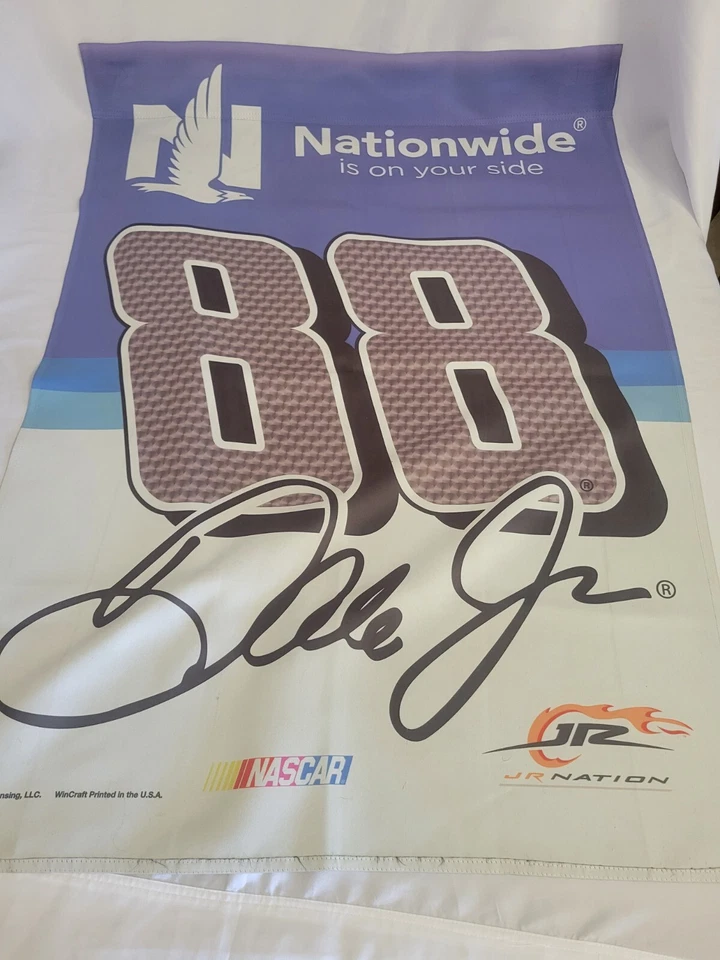 N
Nationwide®
is on your side
88®
Dale Jr®
NASCAR
JR
JR NATION
nsing, LLC. WinCraft Printed in the U.S.A.